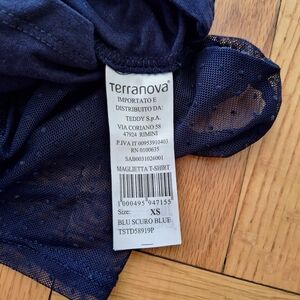 Terranova
IMPORTATO E
DISTRIBUITO DA:
TEDDY S.p.A.
VIA CORIANO 58
47924 RIMINI
P.IVA IT 00953910403
RN 0100635
SAB0031026001
MAGLIETTA T-SHIRT
1000495 947155
Size: XS
BLU SCURO BLUE
TSTD58919P